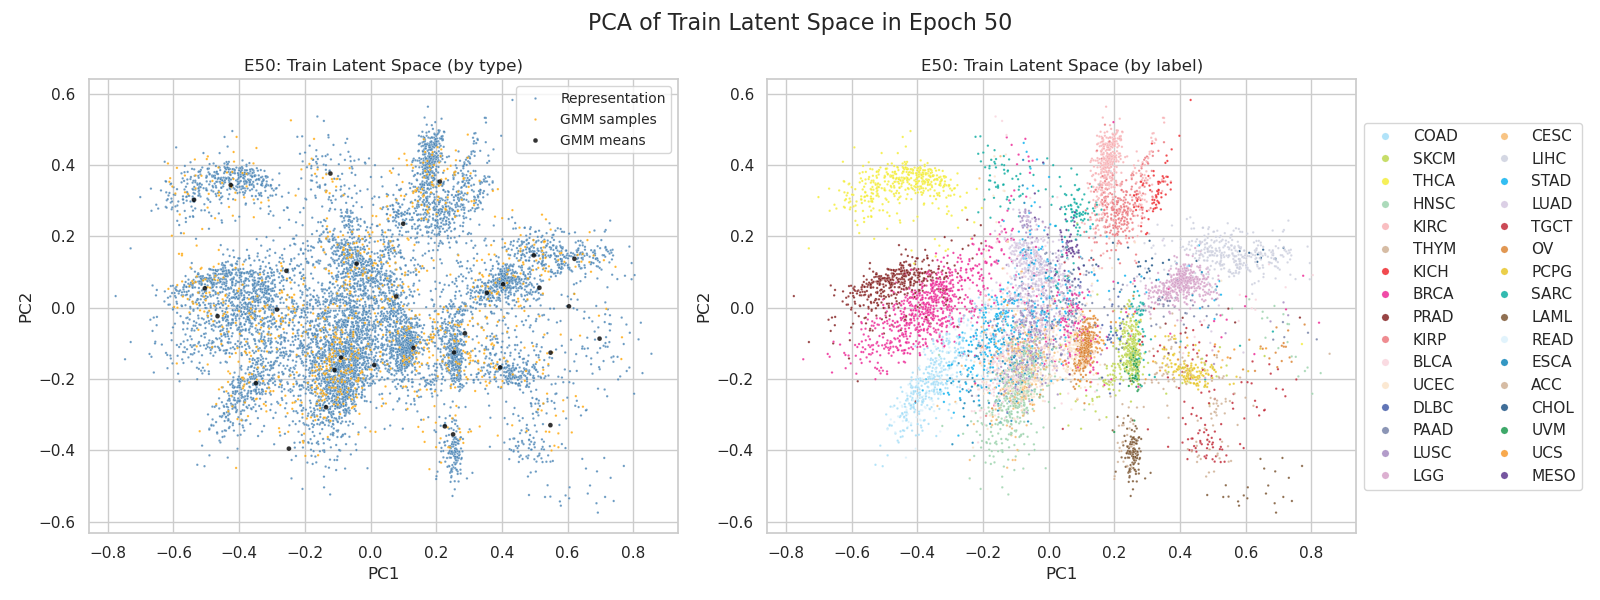 PCA of Train Latent Space in Epoch 50
E50: Train Latent Space (by type)
Representation
GMM samples
GMM means
0.6
0.4
0.2
0.0
−0.2
−0.4
−0.6
PC2
−0.8 −0.6 −0.4 −0.2 0.0 0.2 0.4 0.6 0.8
PC1
E50: Train Latent Space (by label)
0.6
0.4
0.2
0.0
−0.2
−0.4
−0.6
PC2
−0.8 −0.6 −0.4 −0.2 0.0 0.2 0.4 0.6 0.8
PC1
COAD
SKCM
THCA
HNSC
KIRC
THYM
KICH
BRCA
PRAD
KIRP
BLCA
UCEC
DLBC
PAAD
LUSC
LGG
CESC
LIHC
STAD
LUAD
TGCT
OV
PCPG
SARC
LAML
READ
ESCA
ACC
CHOL
UVM
UCS
MESO